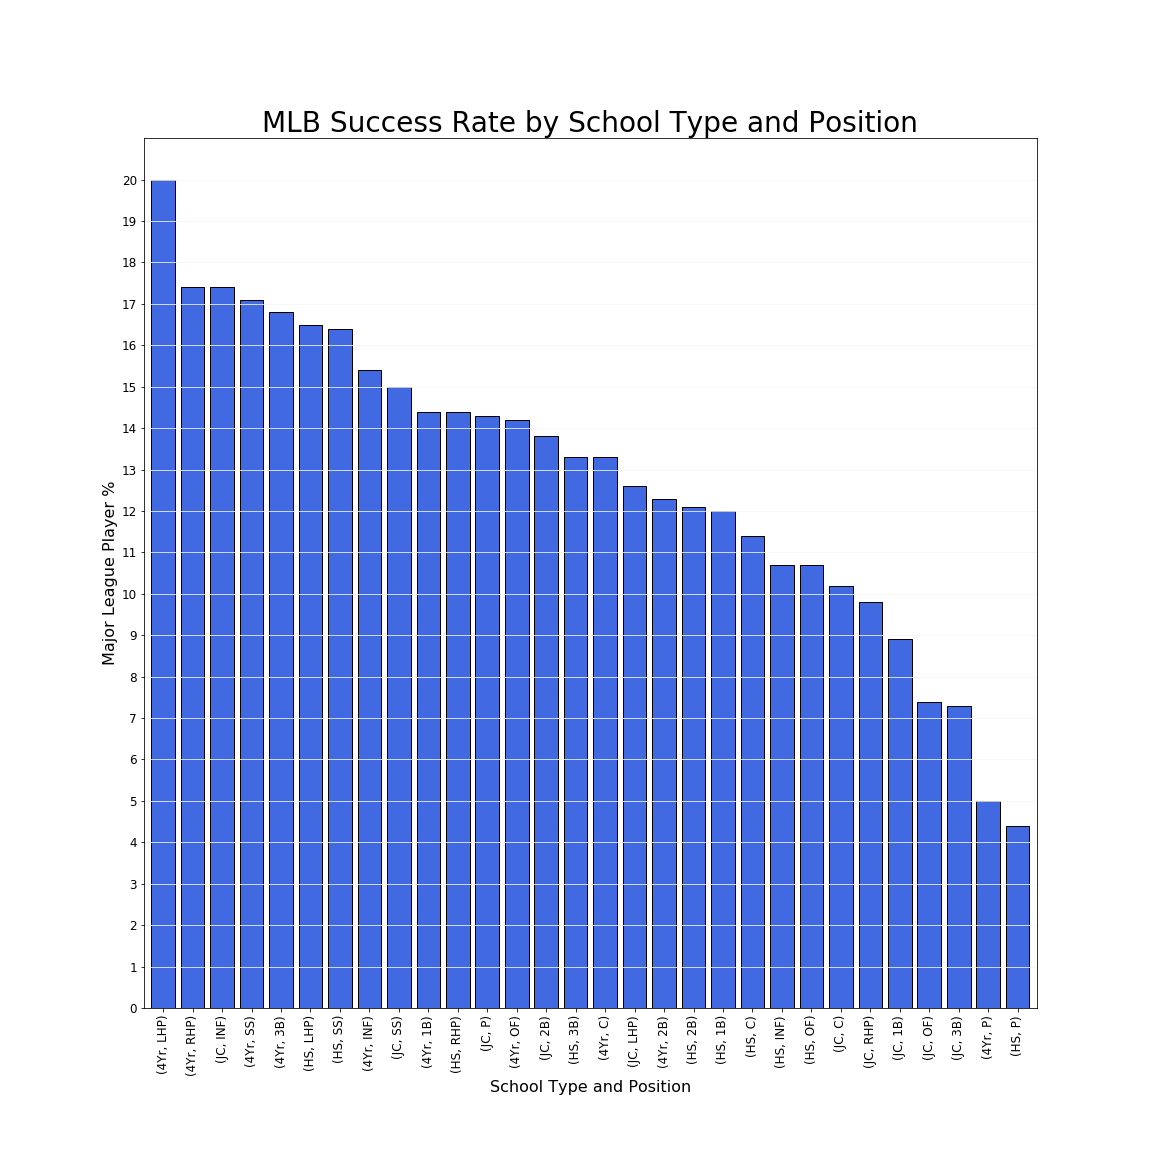 MLB Success Rate by School Type and Position
Major League Player %
20
19
18
17
16
15
14
13
12
11
10
9
8
7
6
5
4
3
2
1
0
(4Yr, LHP)
(4Yr, RHP)
(JC, INF)
(4Yr, SS)
(4Yr, 3B)
(HS, LHP)
(HS, SS)
(4Yr, INF)
(JC, SS)
(4Yr, 1B)
(HS, RHP)
(JC, P)
(4Yr, OF)
(JC, 2B)
(HS, 3B)
(4Yr, C)
(JC, LHP)
(4Yr, 2B)
(HS, 2B)
(HS, 1B)
(HS, C)
(HS, INF)
(HS, OF)
(JC, C)
(JC, RHP)
(JC, 1B)
(JC, OF)
(JC, 3B)
(4Yr, P)
(HS, P)
School Type and Position